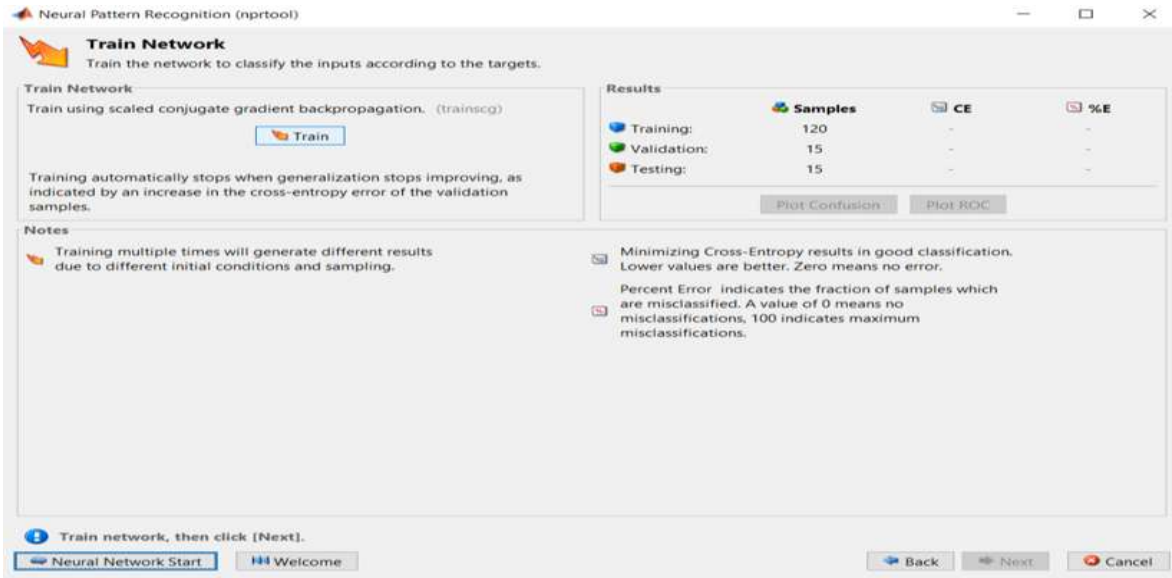 Neural Pattern Recognition (nprtool)
Train Network
Train the network to classify the inputs according to the targets.
Train Network
Train using scaled conjugate gradient backpropagation. (trainscg)
Train
Training automatically stops when generalization stops improving, as
indicated by an increase in the cross-entropy error of the validation
samples.
Results
Samples CE %E
Training: 120 - -
Validation: 15 - -
Testing: 15 - -
Plot Confusion Plot ROC
Notes
Training multiple times will generate different results
due to different initial conditions and sampling.
Minimizing Cross-Entropy results in good classification.
Lower values are better. Zero means no error.
Percent Error indicates the fraction of samples which
are misclassified. A value of 0 means no
misclassifications, 100 indicates maximum
misclassifications.
Train network, then click [Next].
Neural Network Start Welcome Back Next Cancel